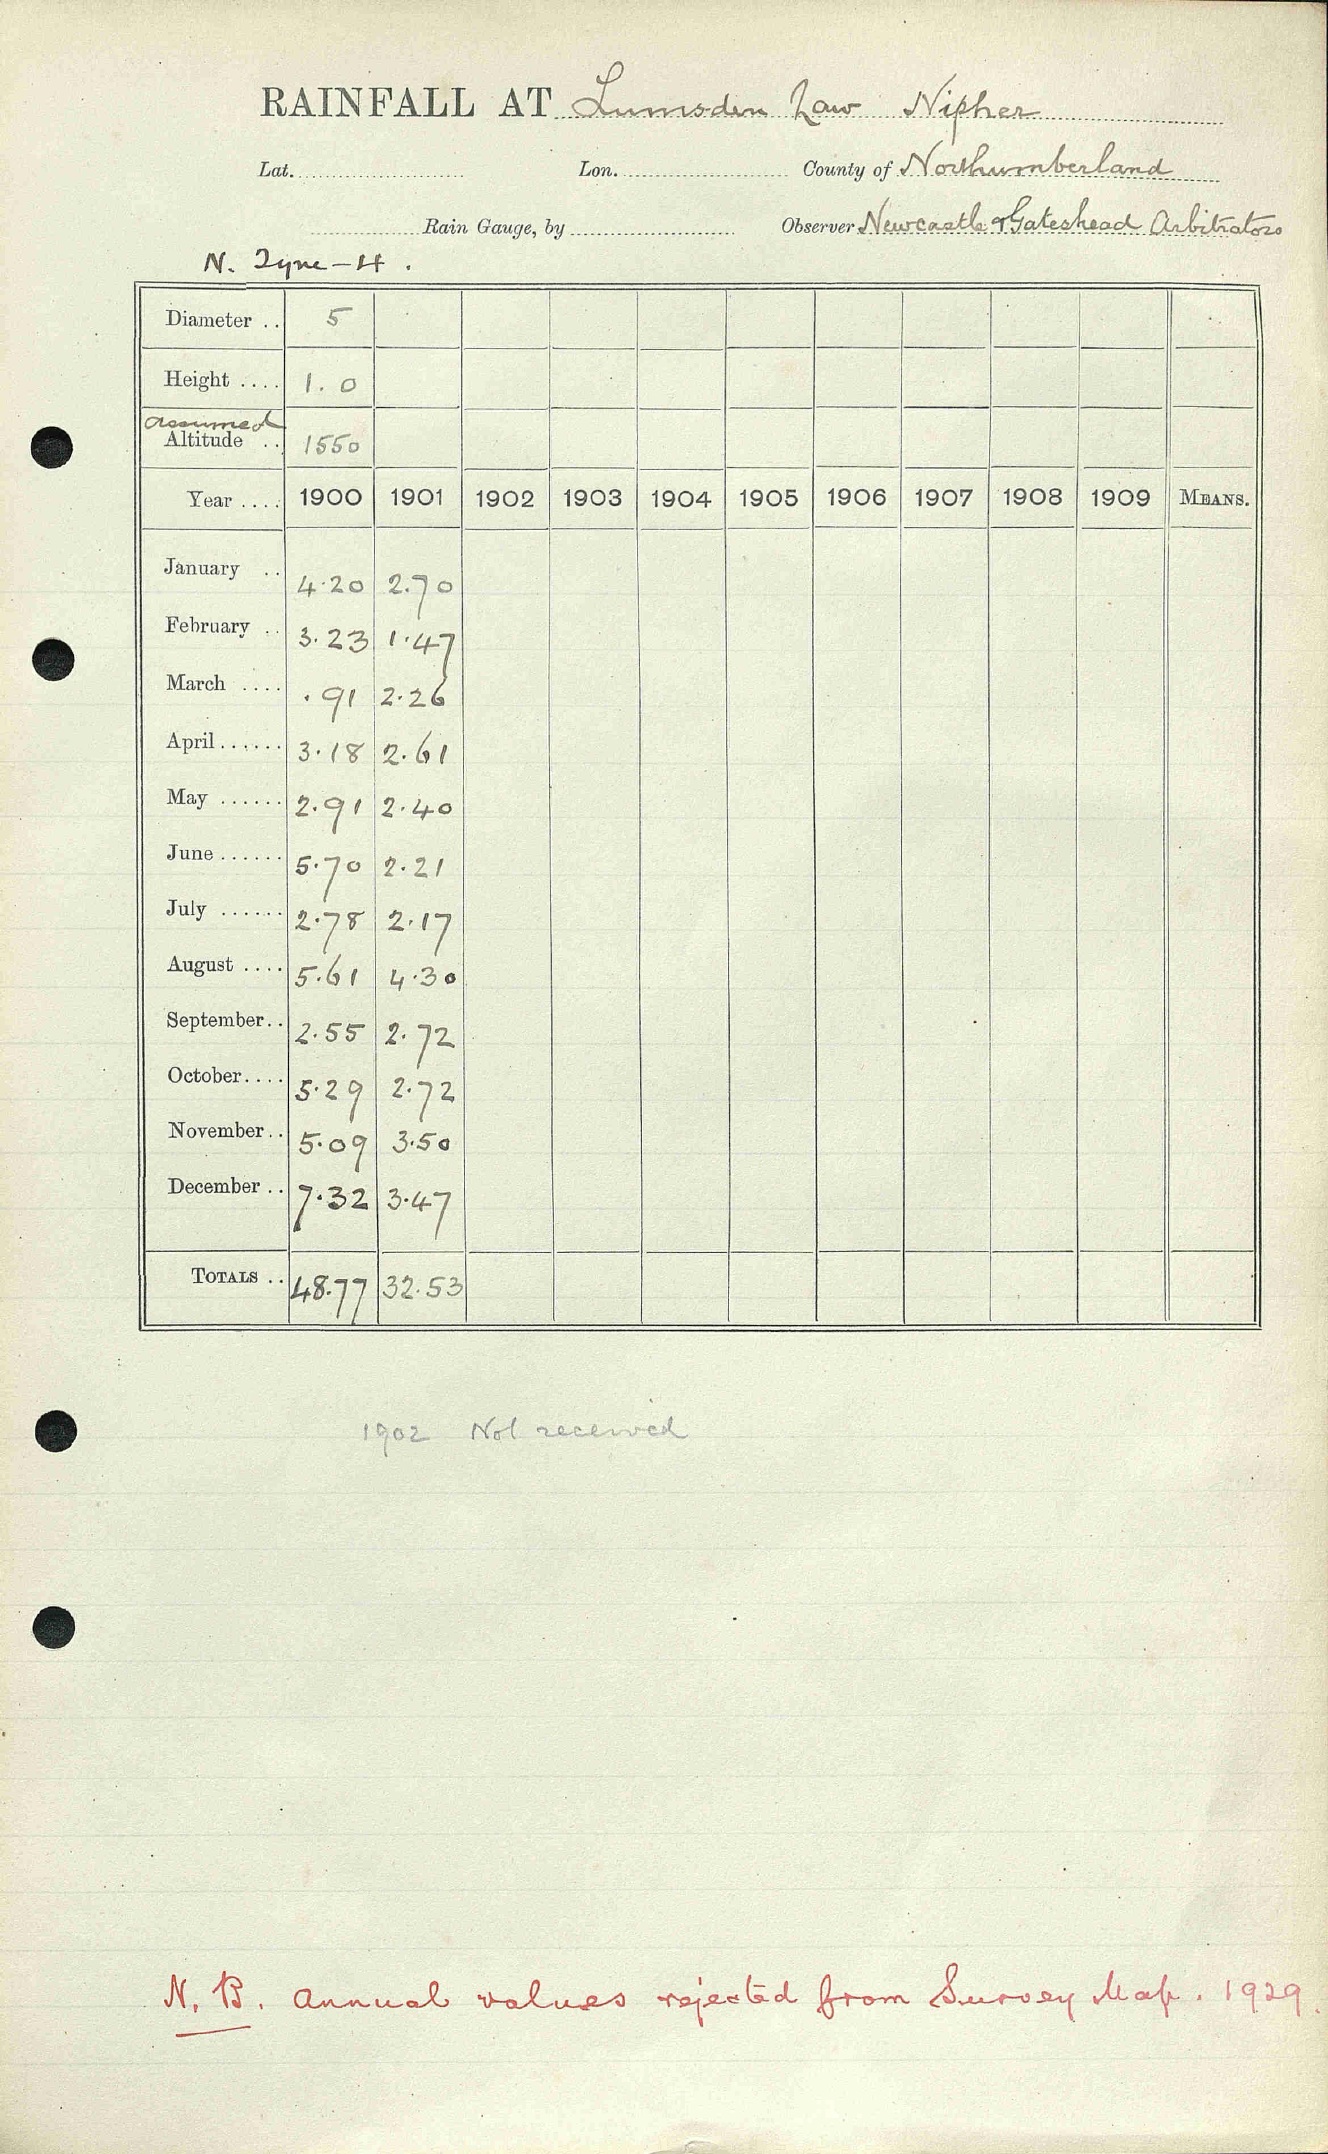 RAINFALL AT Lumsden Law Nipher
Lat. Lon. County of Northumberland
Rain Gauge, by Observer Newcastle & Gateshead Arbitrators
N. Tyne - 4.
Diameter .. 5
Height .... 1.0
assumed
Altitude .. 1550
Year .... 1900 1901 1902 1903 1904 1905 1906 1907 1908 1909 MEANS.
January .. 4.20 2.70
February .. 3.23 1.47
March .... .91 2.26
April...... 3.18 2.61
May ...... 2.91 2.40
June...... 5.70 2.21
July ...... 2.78 2.17
August .... 5.61 4.30
September.. 2.55 2.72
October.... 5.29 2.72
November.. 5.09 3.50
December .. 7.32 3.47
TOTALS .. 48.77 32.53
1902 Not received
N. B. Annual values rejected from Survey Map. 1929.